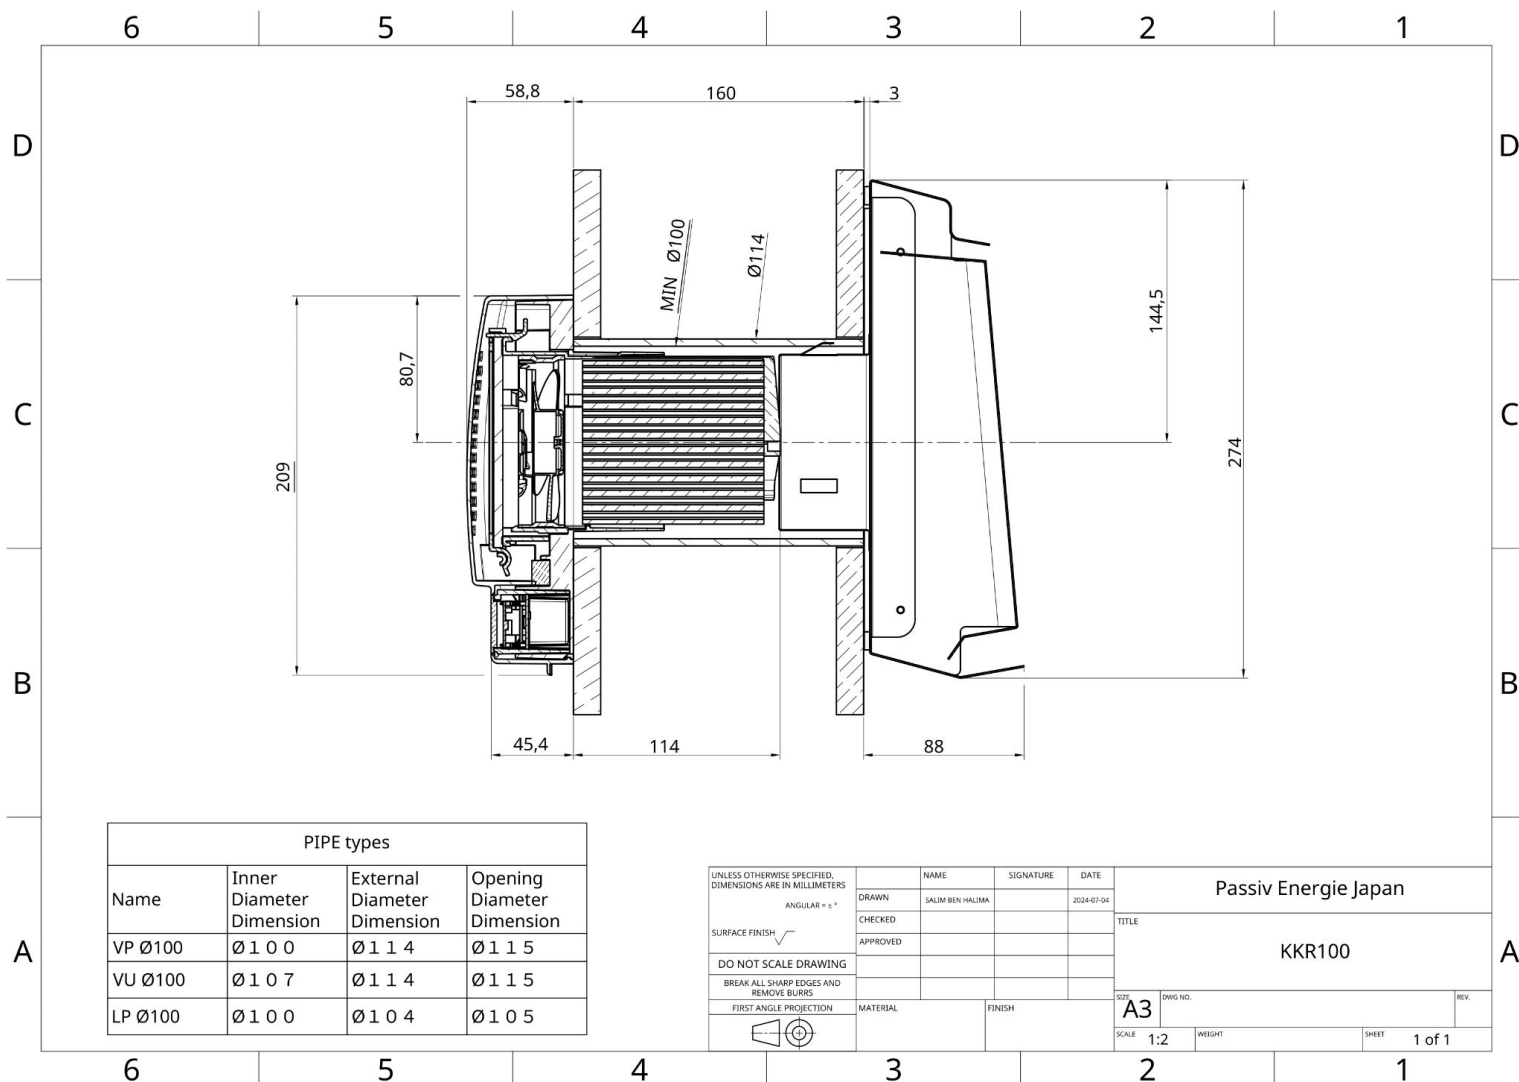 6 5 4 3 2 1
58,8 160 3
D D
MIN Ø100
Ø114
144,5
80,7
C C
209
274
B B
45,4 114 88
PIPE types
Name Inner Diameter Dimension External Diameter Dimension Opening Diameter Dimension
VP Ø100 Ø１００ Ø１１４ Ø１１５
VU Ø100 Ø１０７ Ø１１４ Ø１１５
LP Ø100 Ø１００ Ø１０４ Ø１０５
A A
UNLESS OTHERWISE SPECIFIED,
DIMENSIONS ARE IN MILLIMETERS
ANGULAR = ± °
SURFACE FINISH
DO NOT SCALE DRAWING
BREAK ALL SHARP EDGES AND
REMOVE BURRS
FIRST ANGLE PROJECTION
NAME SIGNATURE DATE
DRAWN SALIM BEN HALIMA 2024-07-04
CHECKED
APPROVED
MATERIAL FINISH
Passiv Energie Japan
TITLE
KKR100
SIZE A3 DWG NO. REV.
SCALE 1:2 WEIGHT SHEET 1 of 1
6 5 4 3 2 1